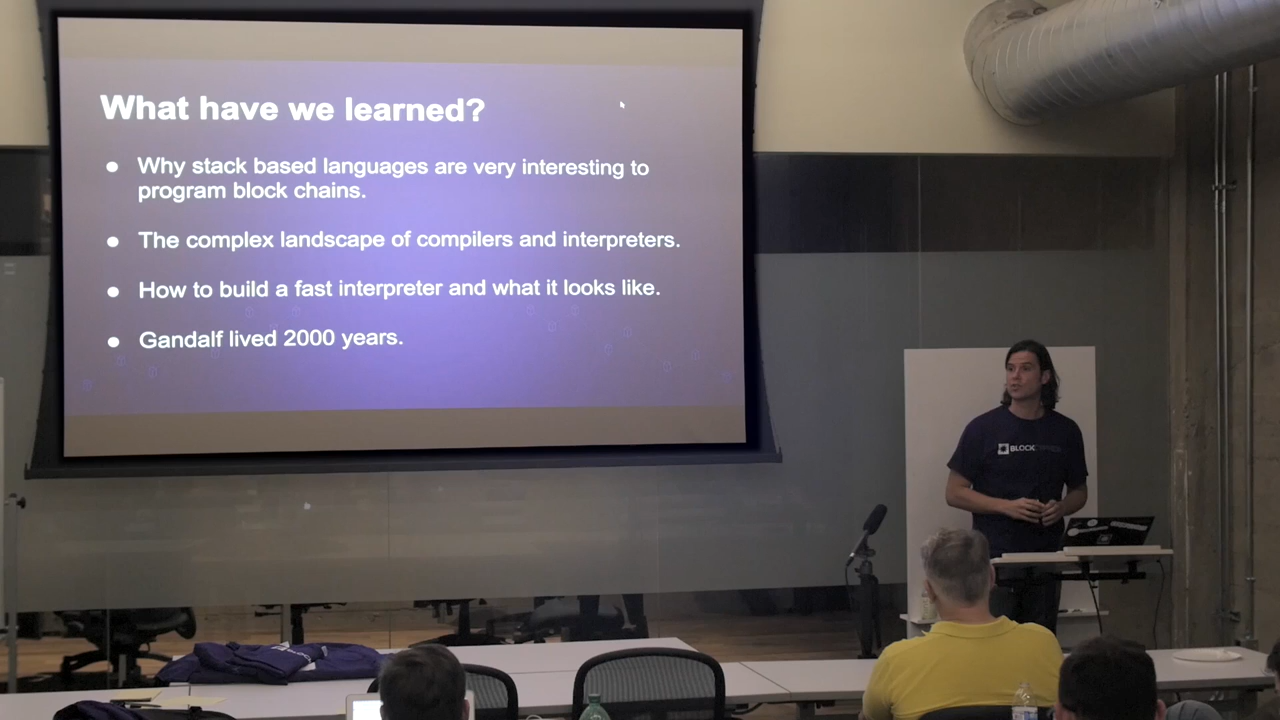 What have we learned?
● Why stack based languages are very interesting to
program block chains.
● The complex landscape of compilers and interpreters.
● How to build a fast interpreter and what it looks like.
● Gandalf lived 2000 years.
BLOCK